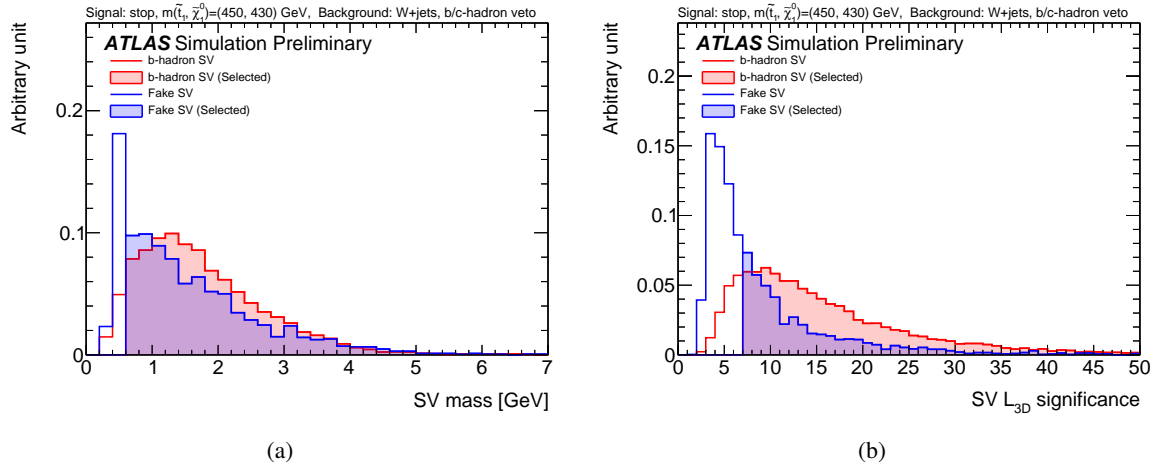 Signal: stop, m(t̃₁, χ̃₁⁰)=(450, 430) GeV, Background: W+jets, b/c-hadron veto
ATLAS Simulation Preliminary
b-hadron SV
b-hadron SV (Selected)
Fake SV
Fake SV (Selected)
Arbitrary unit
0.2
0.1
0
0 1 2 3 4 5 6 7
SV mass [GeV]
(a)
Signal: stop, m(t̃₁, χ̃₁⁰)=(450, 430) GeV, Background: W+jets, b/c-hadron veto
ATLAS Simulation Preliminary
b-hadron SV
b-hadron SV (Selected)
Fake SV
Fake SV (Selected)
Arbitrary unit
0.2
0.15
0.1
0.05
0
0 5 10 15 20 25 30 35 40 45 50
SV L₃D significance
(b)